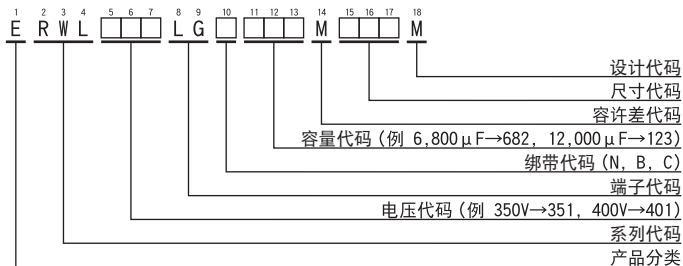 1 2 3 4 5 6 7 8 9 10 11 12 13 14 15 16 17 18
E RWL □□□ LG □ □□□ M □□□ M
设计代码
尺寸代码
容许差代码
容量代码 (例 6,800μF→682, 12,000μF→123)
绑带代码 (N, B, C)
端子代码
电压代码 (例 350V→351, 400V→401)
系列代码
产品分类